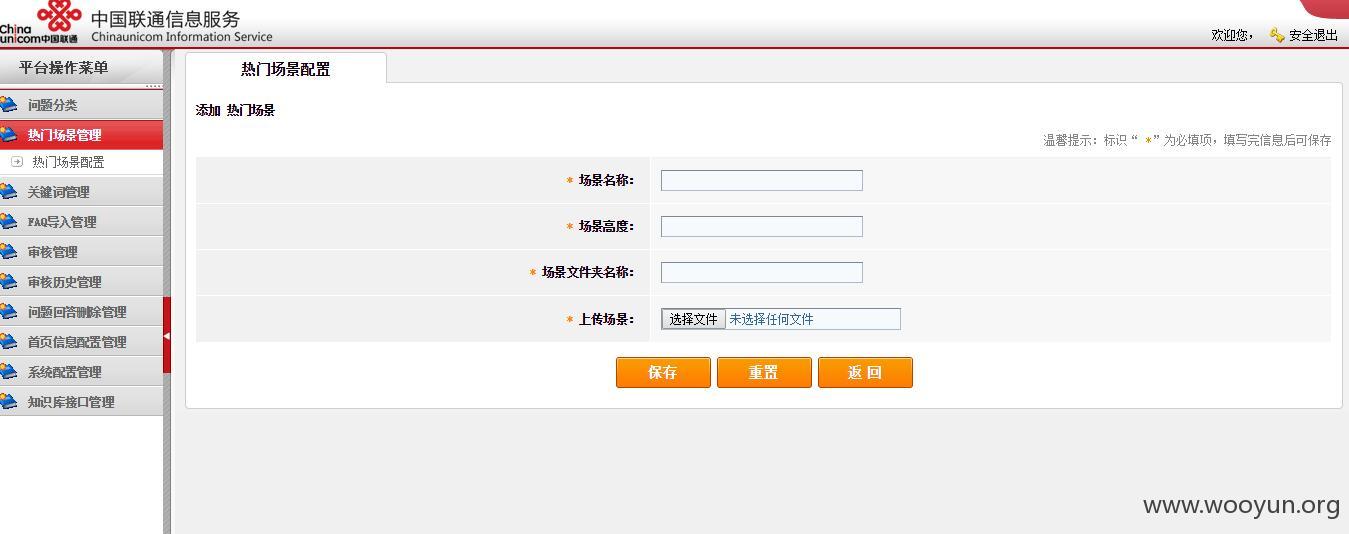 China unicom中国联通
中国联通信息服务
Chinaunicom Information Service
欢迎您， 安全退出
平台操作菜单
问题分类
热门场景管理
热门场景配置
关键词管理
FAQ导入管理
审核管理
审核历史管理
问题回答删除管理
首页信息配置管理
系统配置管理
知识库接口管理
热门场景配置
添加 热门场景
温馨提示：标识“ *”为必填项，填写完信息后可保存
* 场景名称：
* 场景高度：
* 场景文件夹名称：
* 上传场景： 选择文件 未选择任何文件
保存 重置 返 回
www.wooyun.org